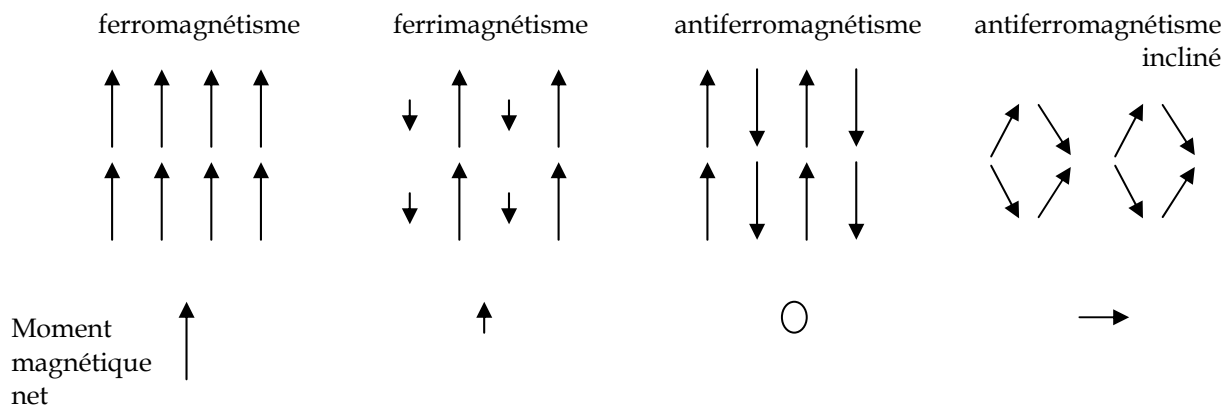 ferromagnétisme
ferrimagnétisme
antiferromagnétisme
antiferromagnétisme
incliné
Moment
magnétique
net